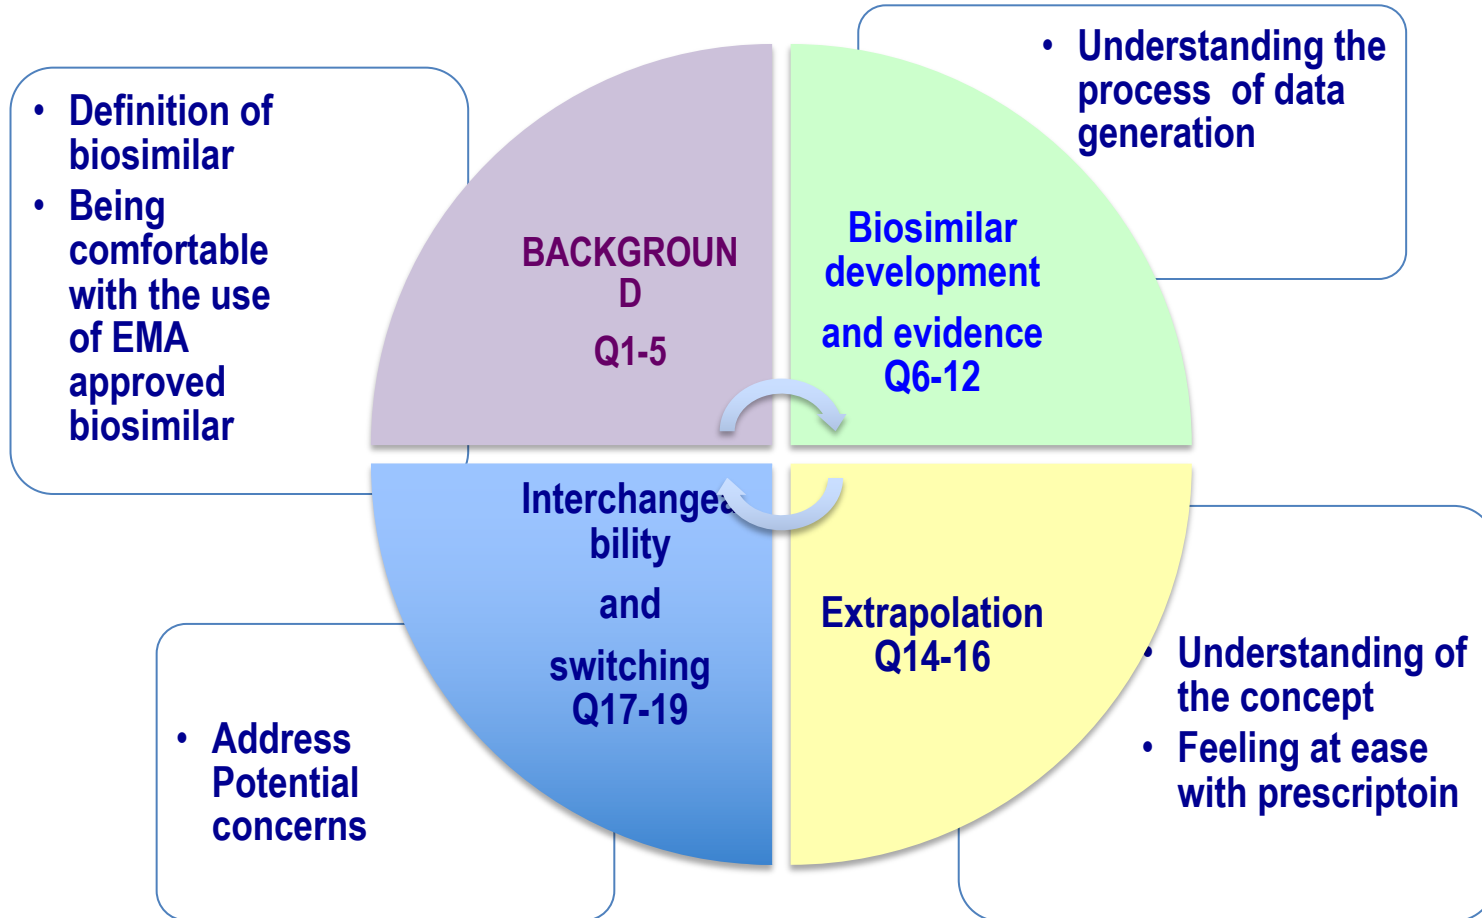 • Definition of
biosimilar
• Being
comfortable
with the use
of EMA
approved
biosimilar
BACKGROUN
D
Q1-5
Biosimilar
development
and evidence
Q6-12
• Understanding the
process of data
generation
Interchangea
bility
and
switching
Q17-19
Extrapolation
Q14-16
• Address
Potential
concerns
• Understanding of
the concept
• Feeling at ease
with prescriptoin